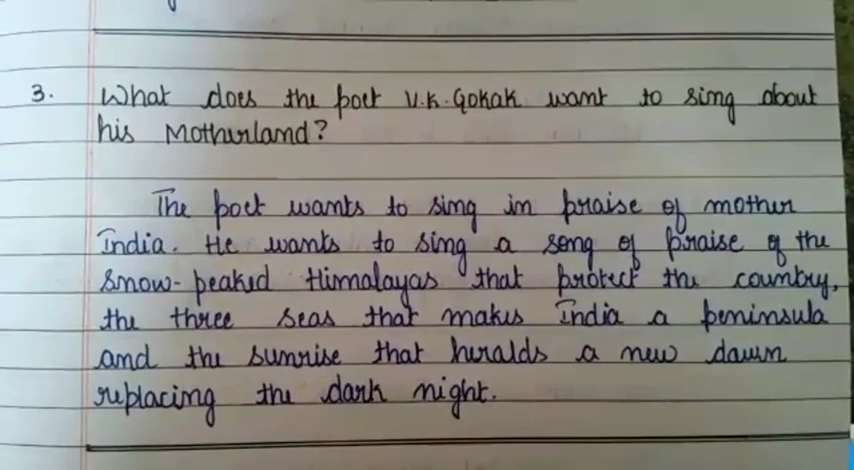 3. What does the poet V.K. Gokak want to sing about
his Motherland?
The poet wants to sing in praise of mother
India. He wants to sing a song of praise of the
snow-peaked Himalayas that protect the country,
the three seas that makes India a peninsula
and the sunrise that heralds a new dawn
replacing the dark night.